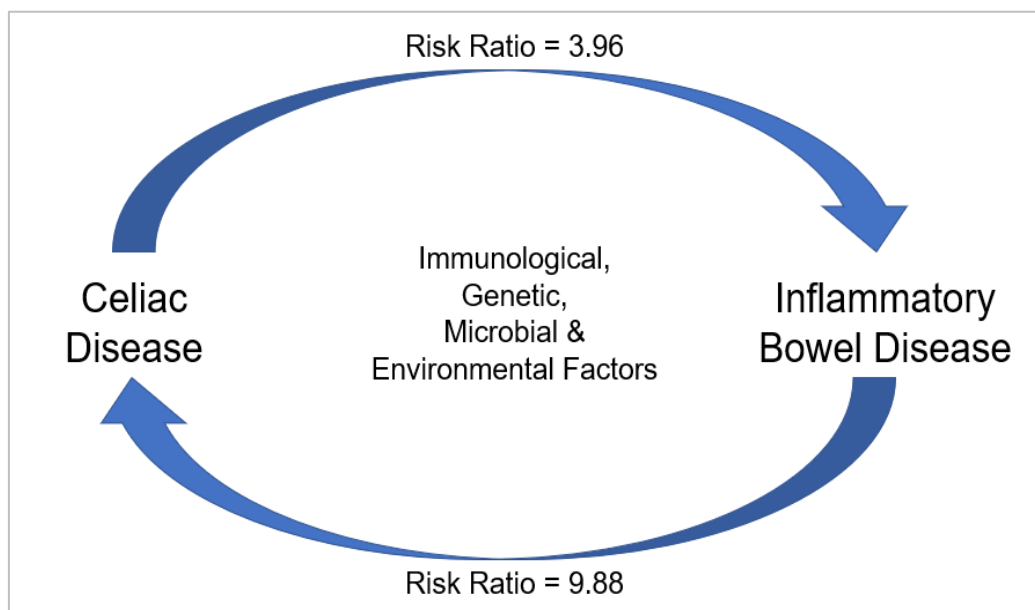 Risk Ratio = 3.96
Immunological,
Genetic,
Microbial &
Environmental Factors
Celiac
Disease
Inflammatory
Bowel Disease
Risk Ratio = 9.88